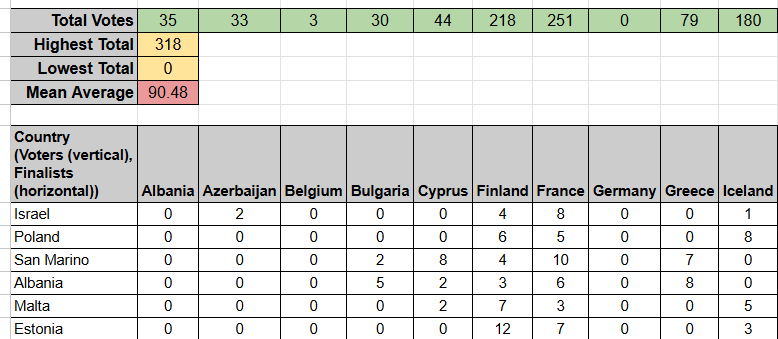 Total Votes 35 33 3 30 44 218 251 0 79 180
Highest Total 318
Lowest Total 0
Mean Average 90.48
Country
(Voters (vertical),
Finalists
(horizontal)) Albania Azerbaijan Belgium Bulgaria Cyprus Finland France Germany Greece Iceland
Israel 0 2 0 0 0 4 8 0 0 1
Poland 0 0 0 0 0 6 5 0 0 8
San Marino 0 0 0 2 8 4 10 0 7 0
Albania 0 0 0 5 2 3 6 0 8 0
Malta 0 0 0 0 2 7 3 0 0 5
Estonia 0 0 0 0 0 12 7 0 0 3